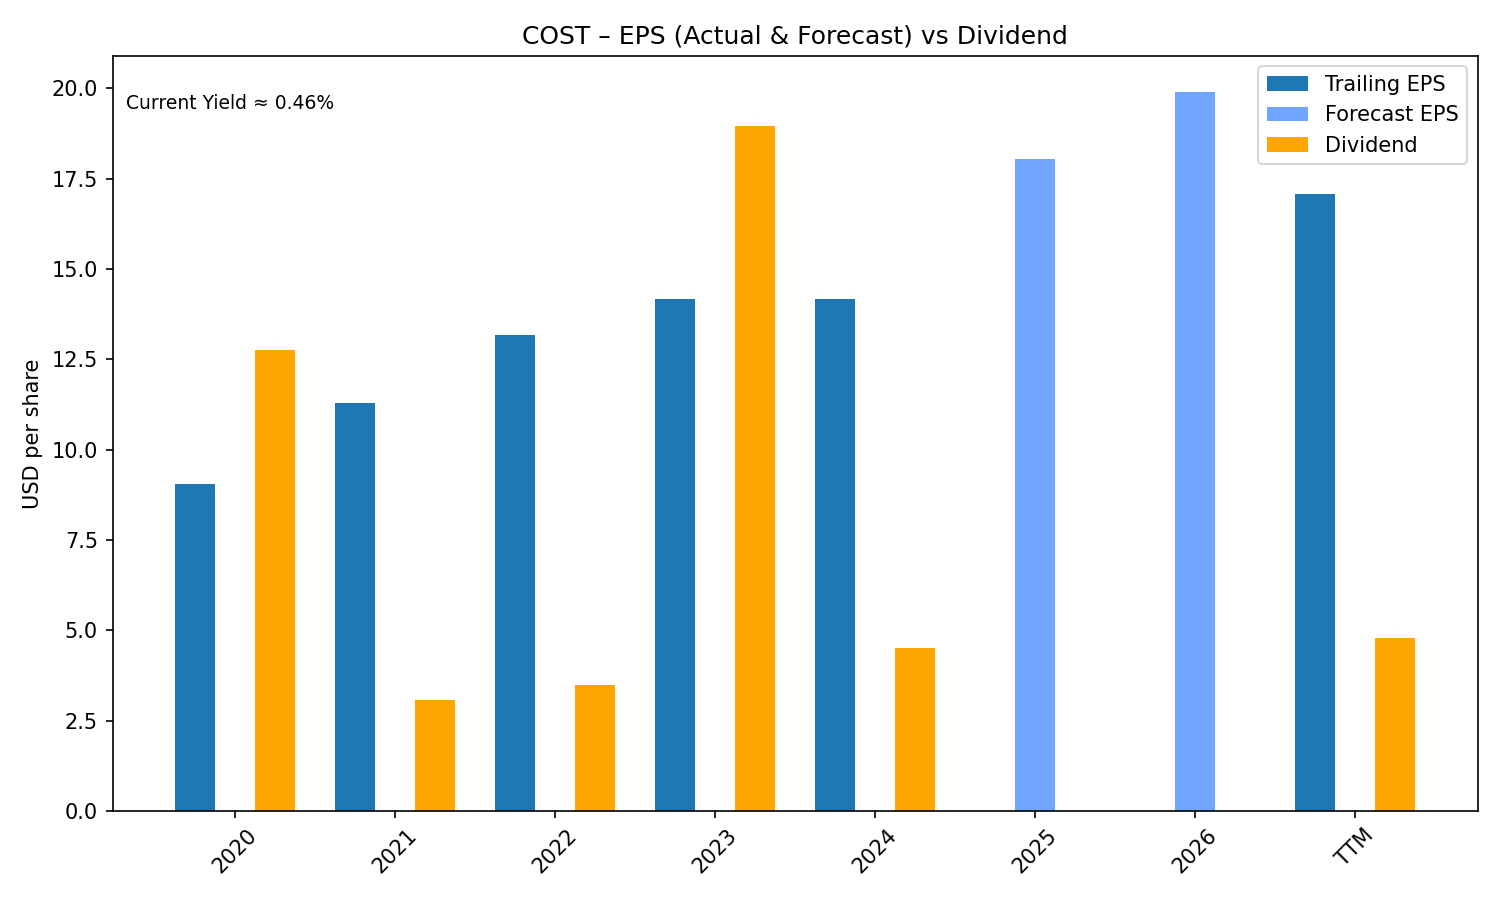 COST – EPS (Actual & Forecast) vs Dividend
Current Yield ≈ 0.46%
Trailing EPS
Forecast EPS
Dividend
USD per share
20.0
17.5
15.0
12.5
10.0
7.5
5.0
2.5
0.0
2020
2021
2022
2023
2024
2025
2026
TTM